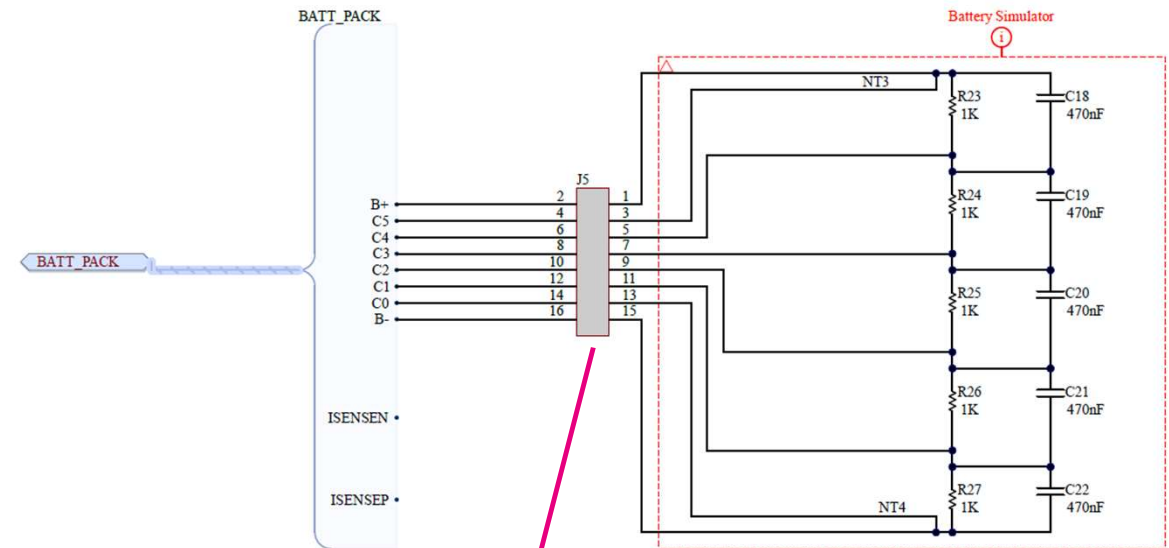 BATT_PACK
Battery Simulator
i
NT3
R23
1K
C18
470nF
J5
B+ 2 1
C5 4 3
C4 6 5
C3 8 7
C2 10 9
C1 12 11
C0 14 13
B- 16 15
BATT_PACK
R24
1K
C19
470nF
R25
1K
C20
470nF
R26
1K
C21
470nF
ISENSEN
ISENSEP
NT4
R27
1K
C22
470nF